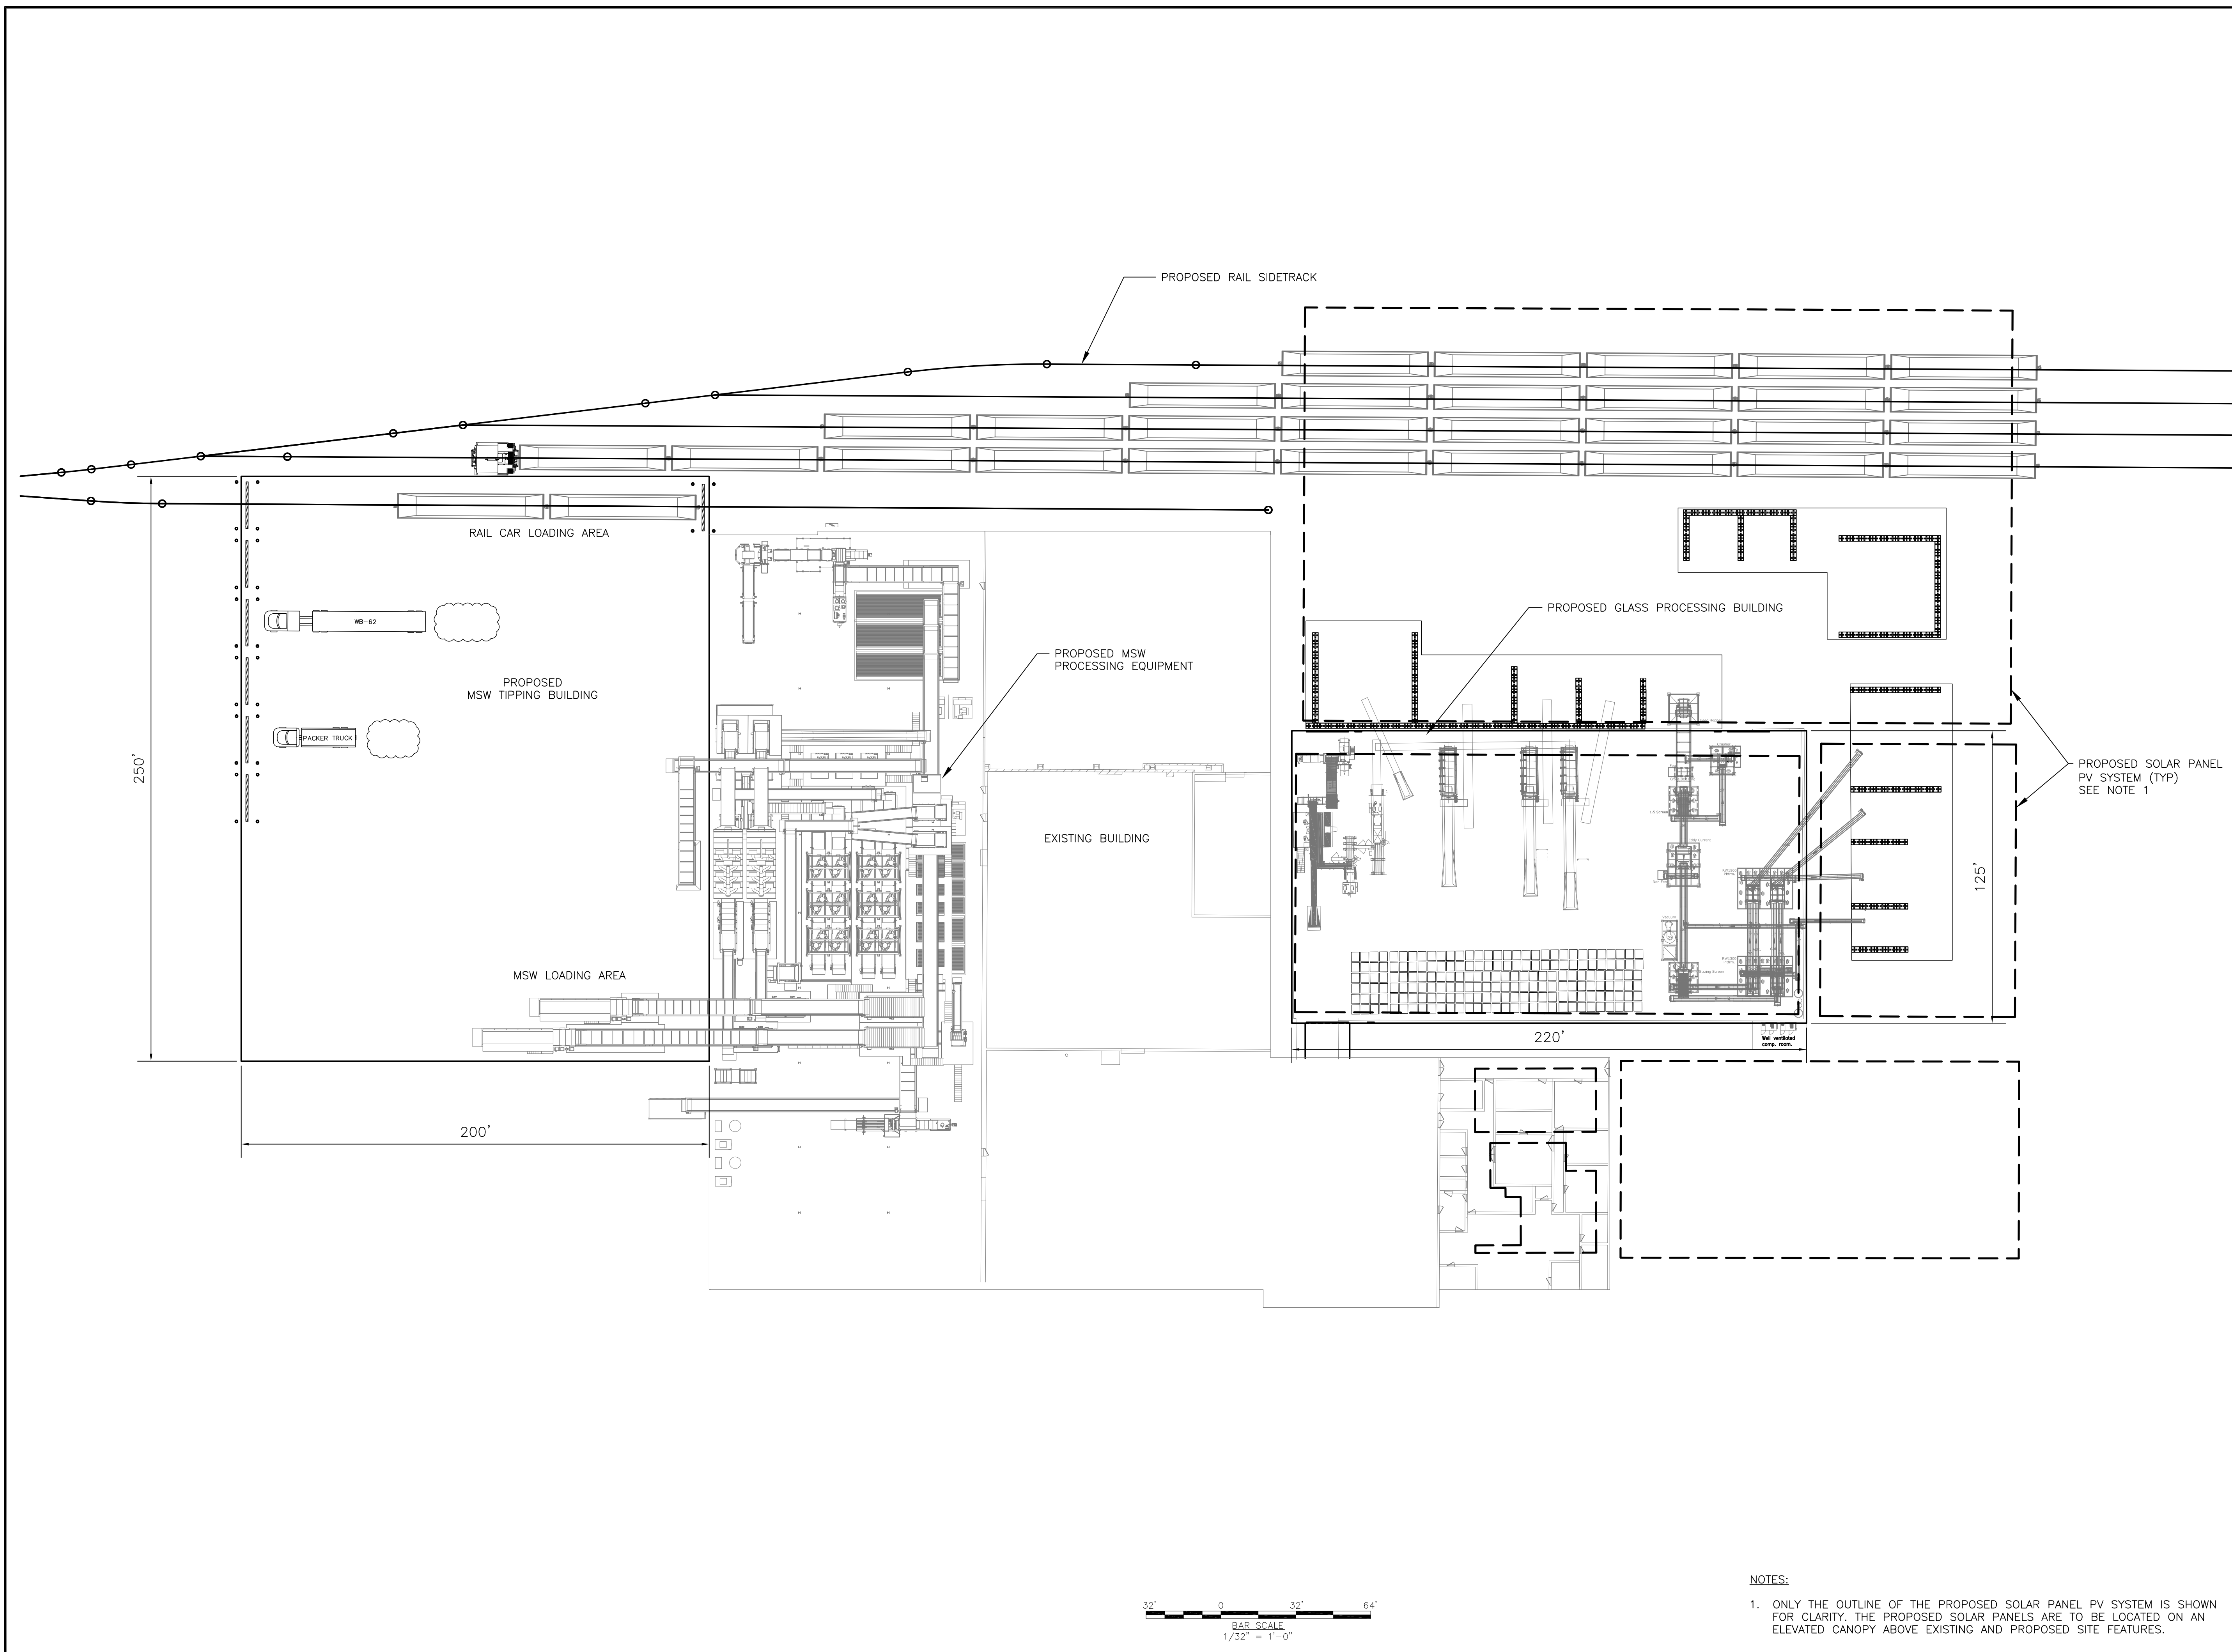 PROPOSED RAIL SIDETRACK
RAIL CAR LOADING AREA
WB-62
PROPOSED GLASS PROCESSING BUILDING
PROPOSED MSW
PROCESSING EQUIPMENT
PROPOSED
MSW TIPPING BUILDING
PACKER TRUCK
250'
PROPOSED SOLAR PANEL
PV SYSTEM (TYP)
SEE NOTE 1
EXISTING BUILDING
125'
MSW LOADING AREA
220'
Well ventilated
comp. room.
200'
NOTES:
1. ONLY THE OUTLINE OF THE PROPOSED SOLAR PANEL PV SYSTEM IS SHOWN
FOR CLARITY. THE PROPOSED SOLAR PANELS ARE TO BE LOCATED ON AN
ELEVATED CANOPY ABOVE EXISTING AND PROPOSED SITE FEATURES.
32' 0 32' 64'
BAR SCALE
1/32" = 1'-0"